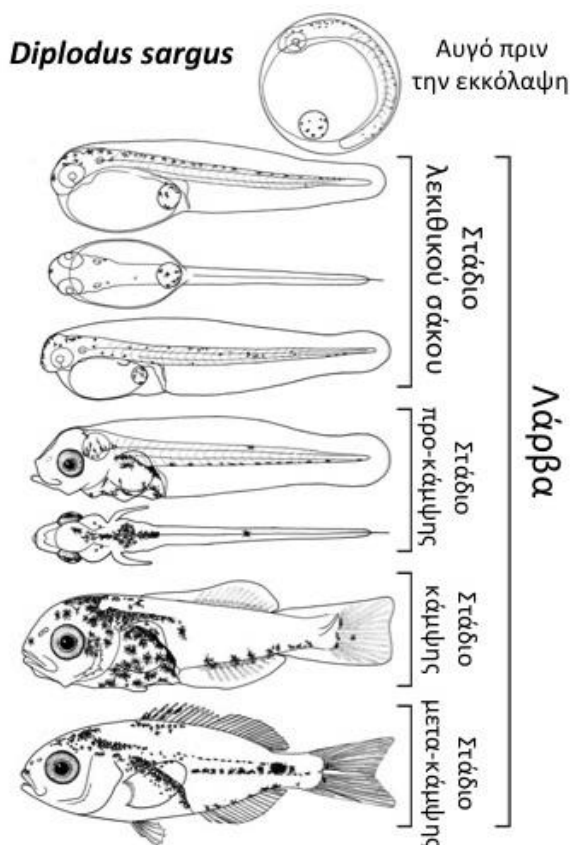 Diplodus sargus
Αυγό πριν
την εκκόλαψη
Στάδιο
λεκιθικού σάκου
Στάδιο
προ-κάμψης
Στάδιο
κάμψης
Στάδιο
μετα-κάμψης
Λάρβα